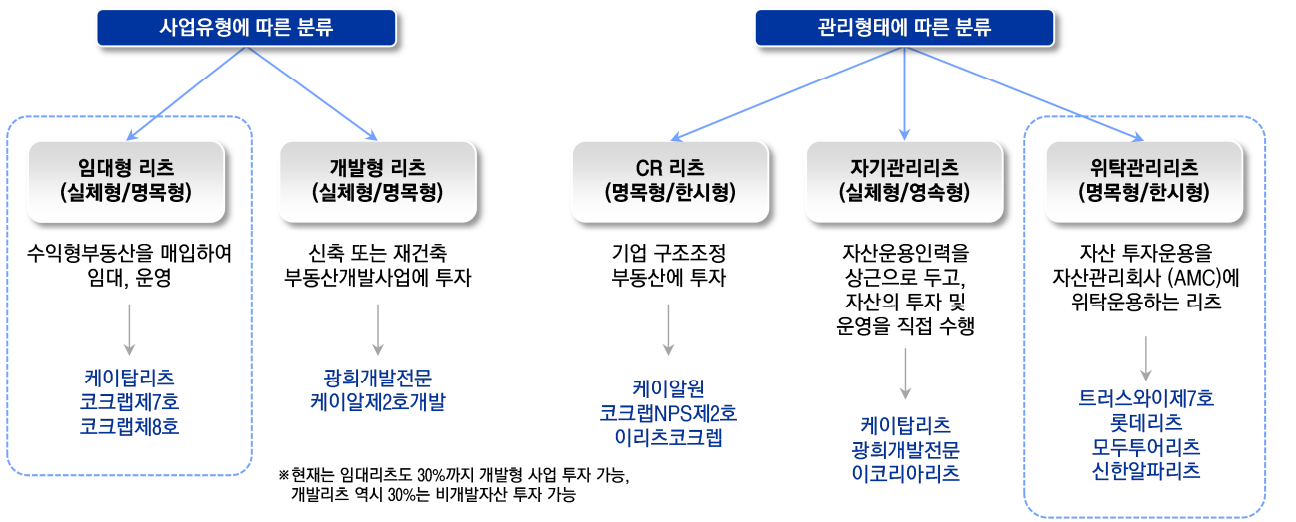 사업유형에 따른 분류
관리형태에 따른 분류
임대형 리츠
(실체형/명목형)
수익형부동산을 매입하여
임대, 운영
케이탑리츠
코크랩제7호
코크랩체8호
개발형 리츠
(실체형/명목형)
신축 또는 재건축
부동산개발사업에 투자
광희개발전문
케이알제2호개발
※ 현재는 임대리츠도 30%까지 개발형 사업 투자 가능,
개발리츠 역시 30%는 비개발자산 투자 가능
CR 리츠
(명목형/한시형)
기업 구조조정
부동산에 투자
케이알원
코크랩NPS제2호
이리츠코크렙
자기관리리츠
(실체형/영속형)
자산운용인력을
상근으로 두고,
자산의 투자 및
운영을 직접 수행
케이탑리츠
광희개발전문
이코리아리츠
위탁관리리츠
(명목형/한시형)
자산 투자운용을
자산관리회사 (AMC)에
위탁운용하는 리츠
트러스와이제7호
롯데리츠
모두투어리츠
신한알파리츠